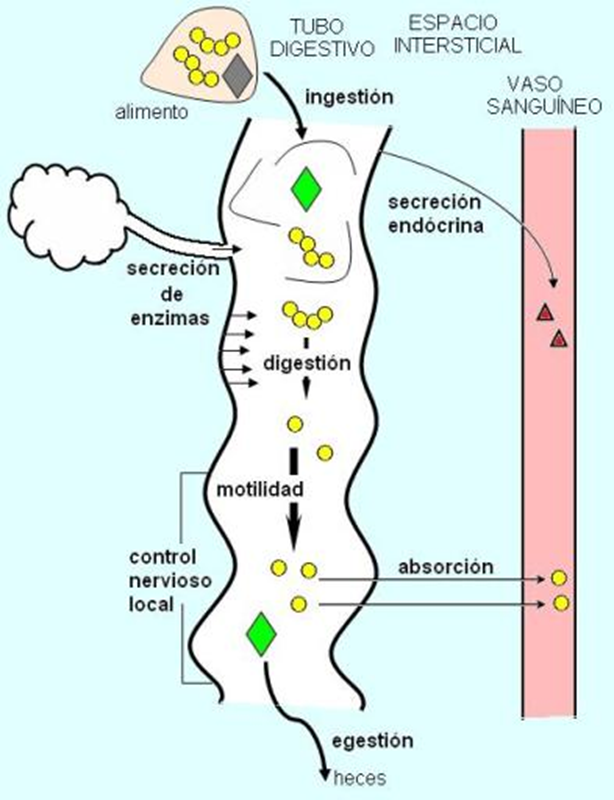 TUBO
DIGESTIVO
ESPACIO
INTERSTICIAL
VASO
SANGUÍNEO
alimento
ingestión
secreción
endócrina
secreción
de
enzimas
digestión
motilidad
control
nervioso
local
absorción
egestión
heces